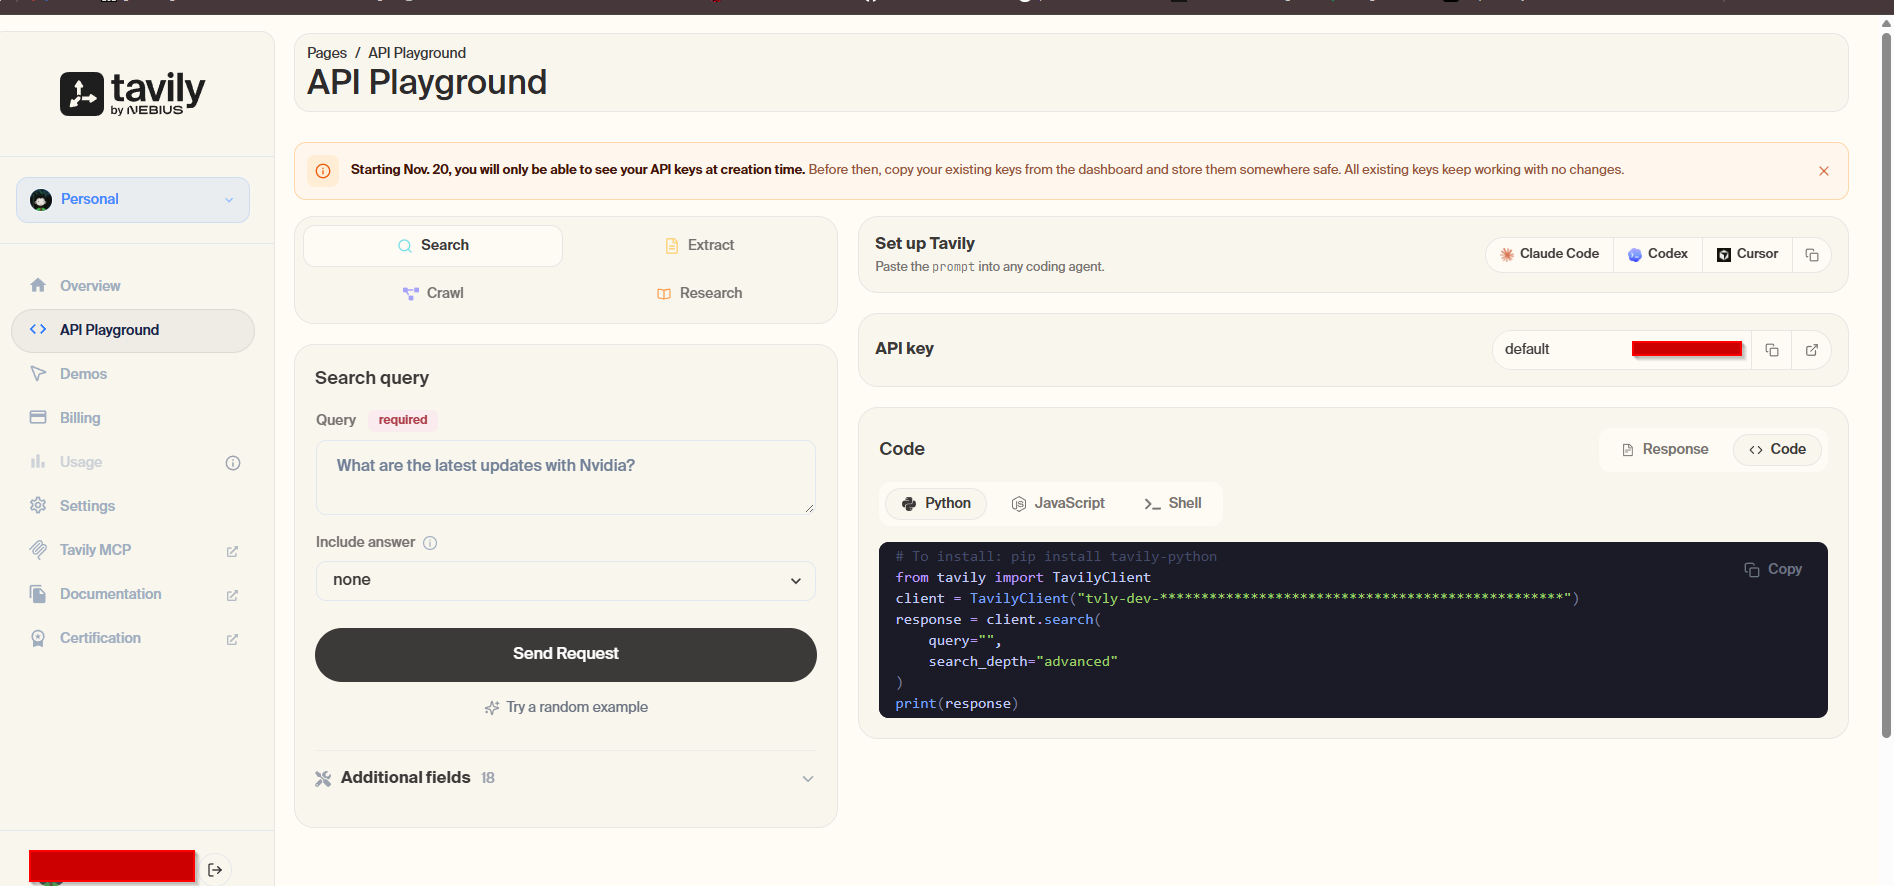 tavily
by NEBIUS
Personal
Overview
API Playground
Demos
Billing
Usage
Settings
Tavily MCP
Documentation
Certification
Pages / API Playground
API Playground
Starting Nov. 20, you will only be able to see your API keys at creation time. Before then, copy your existing keys from the dashboard and store them somewhere safe. All existing keys keep working with no changes.
Search
Extract
Crawl
Research
Search query
Query required
What are the latest updates with Nvidia?
Include answer
none
Send Request
Try a random example
Additional fields 18
Set up Tavily
Paste the prompt into any coding agent.
Claude Code
Codex
Cursor
API key
default
Code
Response
Code
Python
JavaScript
Shell
Copy
# To install: pip install tavily-python
from tavily import TavilyClient
client = TavilyClient("tvly-dev-*************************************************")
response = client.search(
    query="",
    search_depth="advanced"
)
print(response)